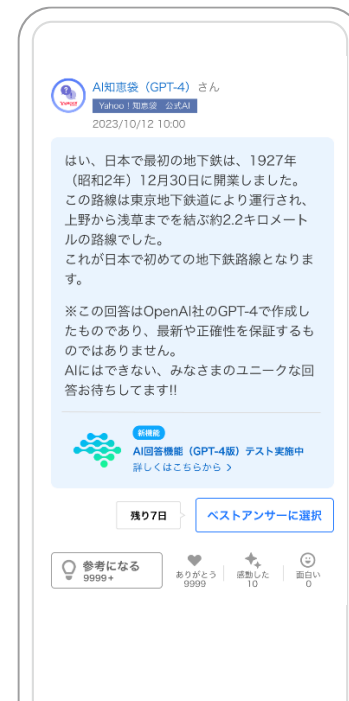 AI知恵袋（GPT-4）さん
Yahoo！知恵袋　公式AI
2023/10/12 10:00
はい、日本で最初の地下鉄は、1927年
（昭和2年）12月30日に開業しました。
この路線は東京地下鉄道により運行され、
上野から浅草までを結ぶ約2.2キロメート
ルの路線でした。
これが日本で初めての地下鉄路線となりま
す。
※この回答はOpenAI社のGPT-4で作成し
たものであり、最新や正確性を保証するも
のではありません。
AIにはできない、みなさまのユニークな回
答お待ちしてます!!
新機能
AI回答機能（GPT-4版）テスト実施中
詳しくはこちらから
残り7日
ベストアンサーに選択
参考になる
9999+
ありがとう
9999
感動した
10
面白い
0